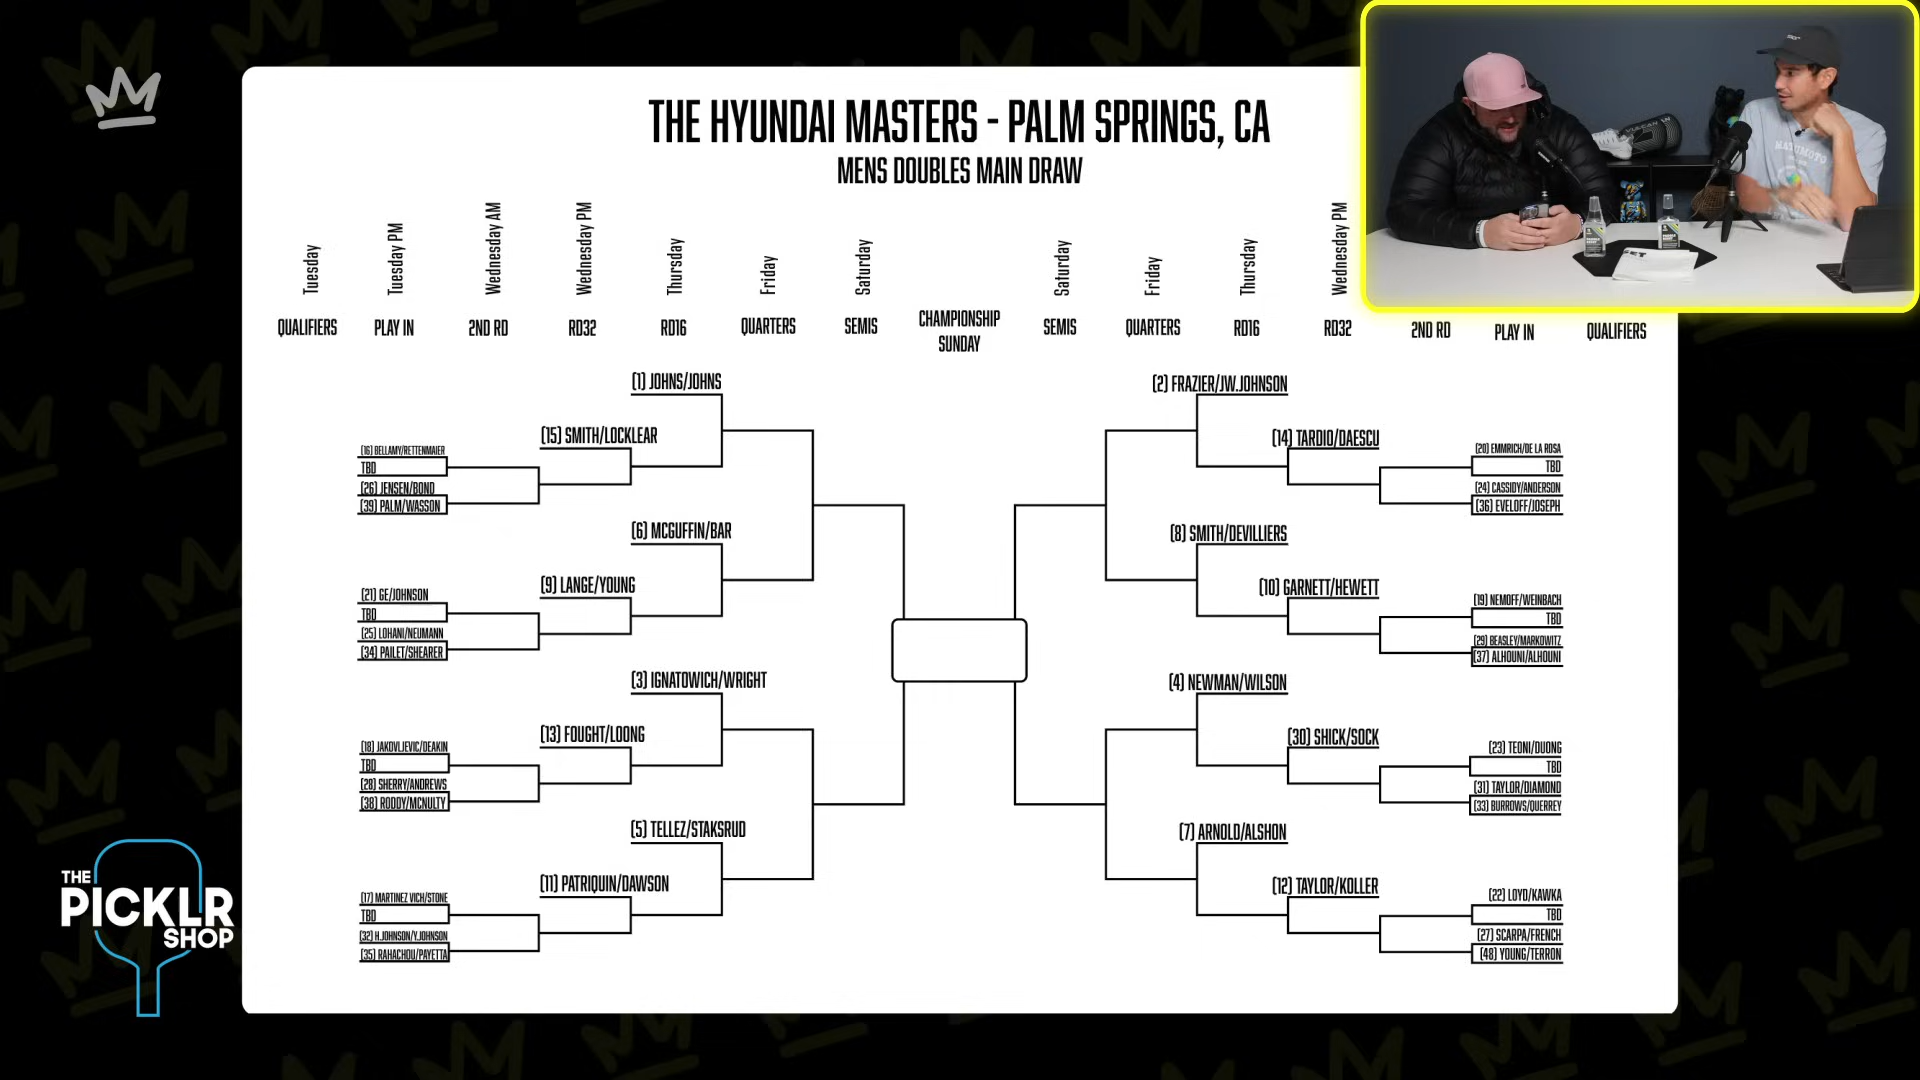 THE HYUNDAI MASTERS - PALM SPRINGS, CA
MENS DOUBLES MAIN DRAW
Tuesday
Tuesday PM
Wednesday AM
Wednesday PM
Thursday
Friday
Saturday
Saturday
Friday
Thursday
Wednesday PM
QUALIFIERS
PLAY IN
2ND RD
RD32
RD16
QUARTERS
SEMIS
CHAMPIONSHIP
SUNDAY
SEMIS
QUARTERS
RD16
RD32
2ND RD
PLAY IN
QUALIFIERS
(1) JOHNS/JOHNS
(15) SMITH/LOCKLEAR
(16) BELLAMY/RETTENMAIER
TBD
(26) JENSEN/BOND
(39) PALM/WASSON
(6) MCGUFFIN/BAR
(9) LANGE/YOUNG
(21) GE/JOHNSON
TBD
(25) LOHANI/NEUMANN
(34) PAILET/SHEARER
(3) IGNATOWICH/WRIGHT
(13) FOUGHT/LOONG
(18) JAKOVLJEVIC/DEAKIN
TBD
(28) SHERRY/ANDREWS
(38) RODDY/MCNULTY
(5) TELLEZ/STAKSRUD
(11) PATRIQUIN/DAWSON
(17) MARTINEZ VICH/STONE
TBD
(32) H.JOHNSON/Y.JOHNSON
(35) RAHACHOU/PAYETTA
(2) FRAZIER/JW.JOHNSON
(14) TARDIO/DAESCU
(20) EMMRICH/DE LA ROSA
TBD
(24) CASSIDY/ANDERSON
(36) EVELOFF/JOSEPH
(8) SMITH/DEVILLIERS
(10) GARNETT/HEWETT
(19) NEMOFF/WEINBACH
TBD
(29) BEASLEY/MARKOWITZ
(37) ALHOUNI/ALHOUNI
(4) NEWMAN/WILSON
(30) SHICK/SOCK
(23) TEONI/DUONG
TBD
(31) TAYLOR/DIAMOND
(33) BURROWS/QUERREY
(7) ARNOLD/ALSHON
(12) TAYLOR/KOLLER
(22) LOYD/KAWKA
TBD
(27) SCARPA/FRENCH
(48) YOUNG/TERRON
THE
PICKLR
SHOP
VULCAN
MATUMOTO